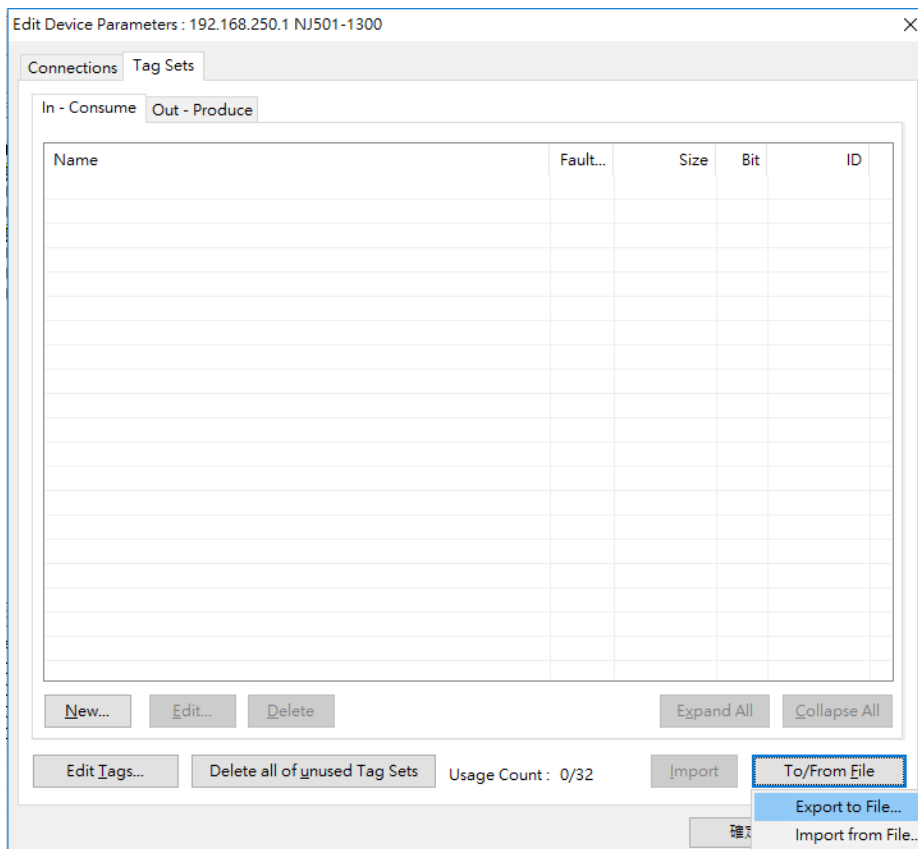 Edit Device Parameters : 192.168.250.1 NJ501-1300
Connections Tag Sets
In - Consume Out - Produce
Name Fault... Size Bit ID
New... Edit... Delete Expand All Collapse All
Edit Tags... Delete all of unused Tag Sets Usage Count : 0/32 Import To/From File
Export to File...
確定
Import from File..